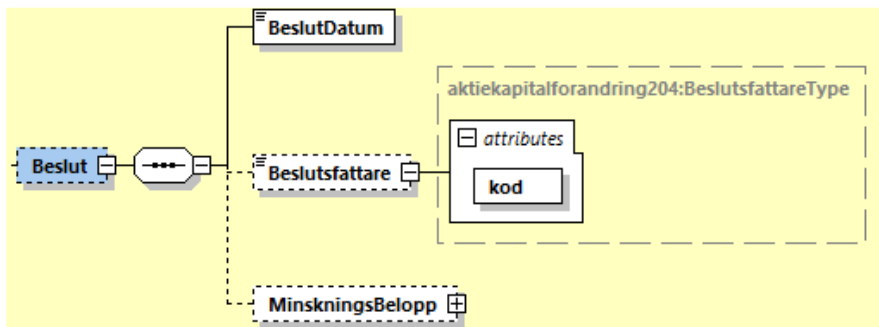 BeslutDatum
aktiekapitalforandring204:BeslutsfattareType
attributes
Beslut
Beslutsfattare
kod
MinskningsBelopp